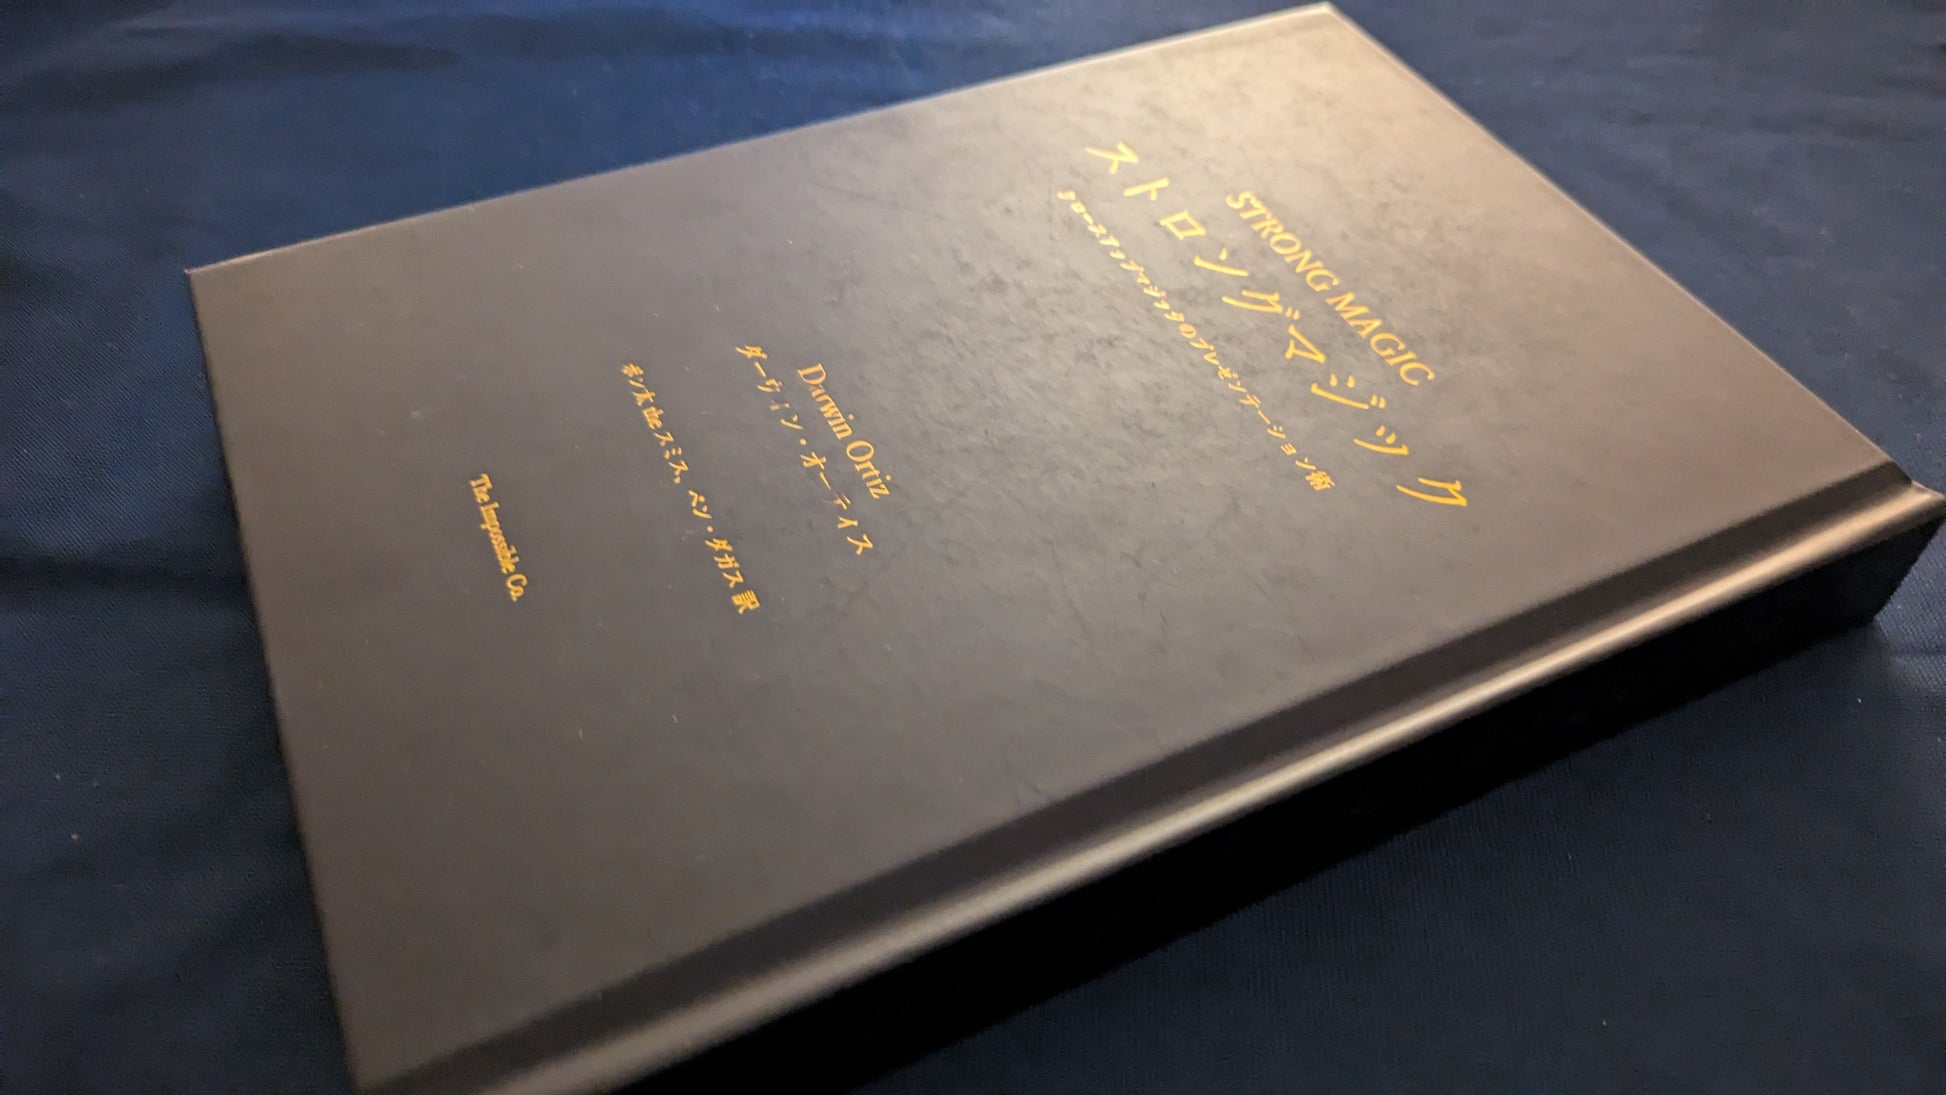 STRONG MAGIC
ストロングマジック
クロースアップマジックのプレゼンテーション術
Darwin Ortiz
ダーウィン・オーティス
ポン太 the スミス, ベン・ダガス 訳
The Impossible Co.